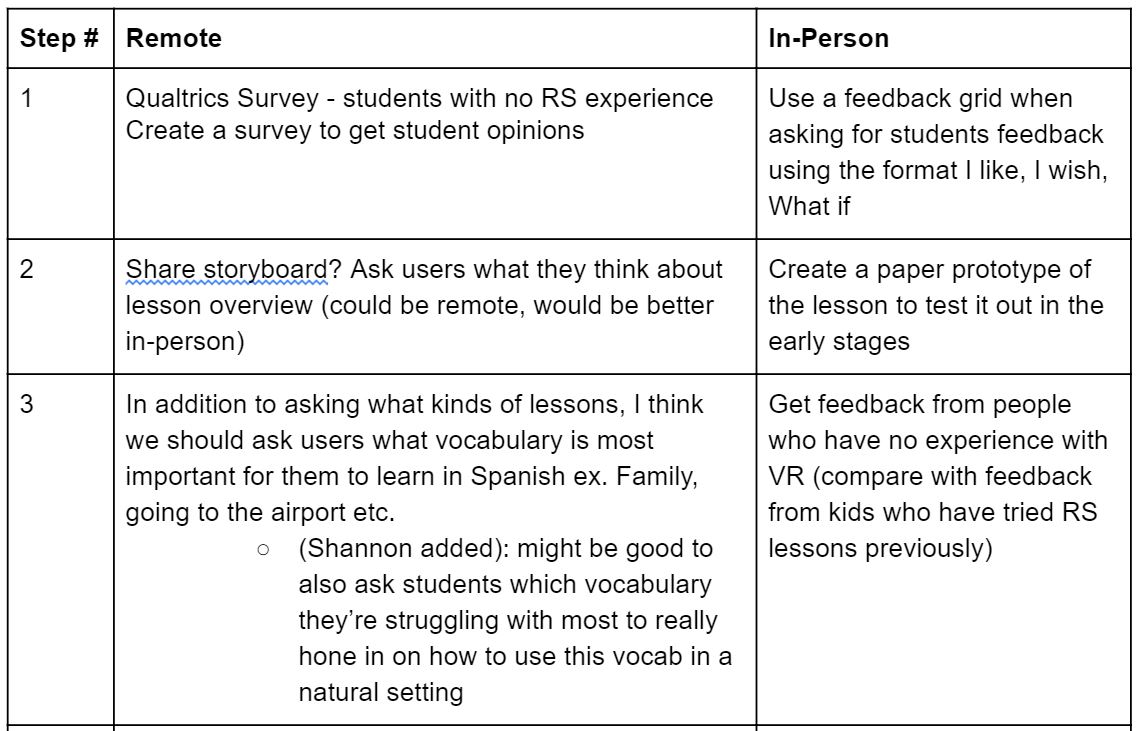 Step # Remote In-Person
1 Qualtrics Survey - students with no RS experience
Create a survey to get student opinions
Use a feedback grid when
asking for students feedback
using the format I like, I wish,
What if
2 Share storyboard? Ask users what they think about
lesson overview (could be remote, would be better
in-person)
Create a paper prototype of
the lesson to test it out in the
early stages
3 In addition to asking what kinds of lessons, I think
we should ask users what vocabulary is most
important for them to learn in Spanish ex. Family,
going to the airport etc.
○ (Shannon added): might be good to
also ask students which vocabulary
they’re struggling with most to really
hone in on how to use this vocab in a
natural setting
Get feedback from people
who have no experience with
VR (compare with feedback
from kids who have tried RS
lessons previously)